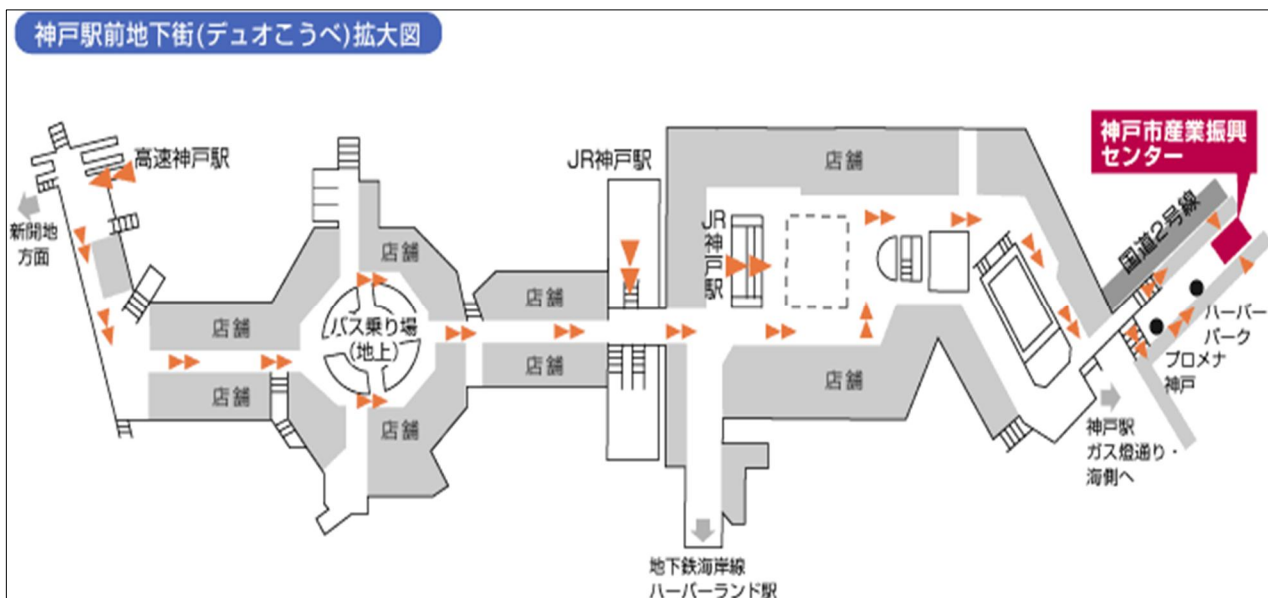 神戸駅前地下街(デュオこうべ)拡大図
高速神戸駅
新開地
方面
店舗
店舗
店舗
店舗
バス乗り場
(地上)
店舗
店舗
JR神戸駅
JR神戸駅
店舗
店舗
地下鉄海岸線
ハーバーランド駅
神戸市産業振興
センター
国道2号線
ハーバー
パーク
プロメナ
神戸
神戸駅
ガス燈通り・
海側へ